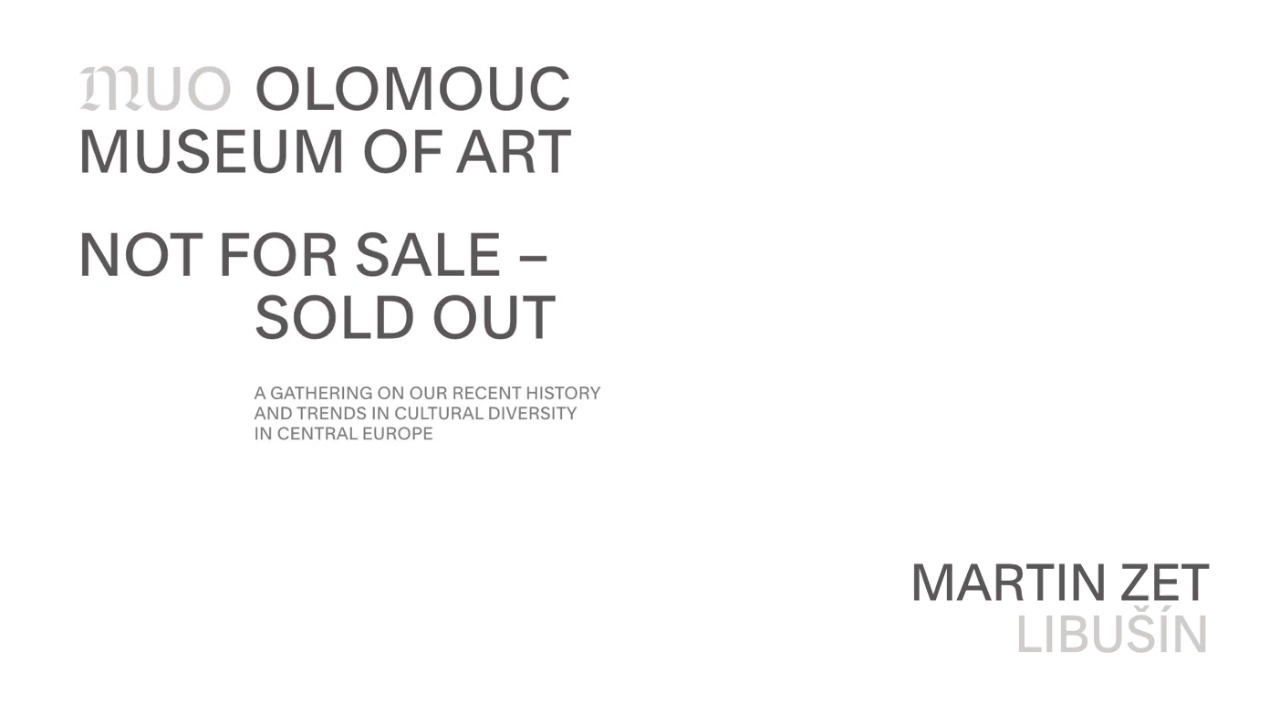 MUO OLOMOUC
MUSEUM OF ART
NOT FOR SALE –
SOLD OUT
A GATHERING ON OUR RECENT HISTORY
AND TRENDS IN CULTURAL DIVERSITY
IN CENTRAL EUROPE
MARTIN ZET
LIBUŠÍN